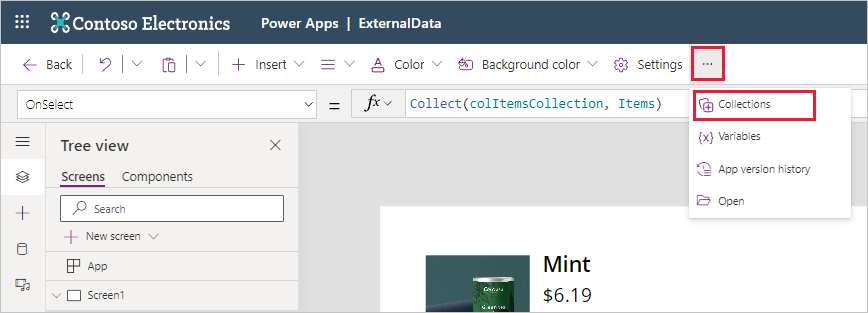 Contoso Electronics Power Apps | ExternalData
Back Insert Color Background color Settings ...
OnSelect = fx Collect(colItemsCollection, Items)
Collections
Variables
App version history
Open
Tree view
Screens Components
Search
New screen
App
Screen1
Mint
$6.19